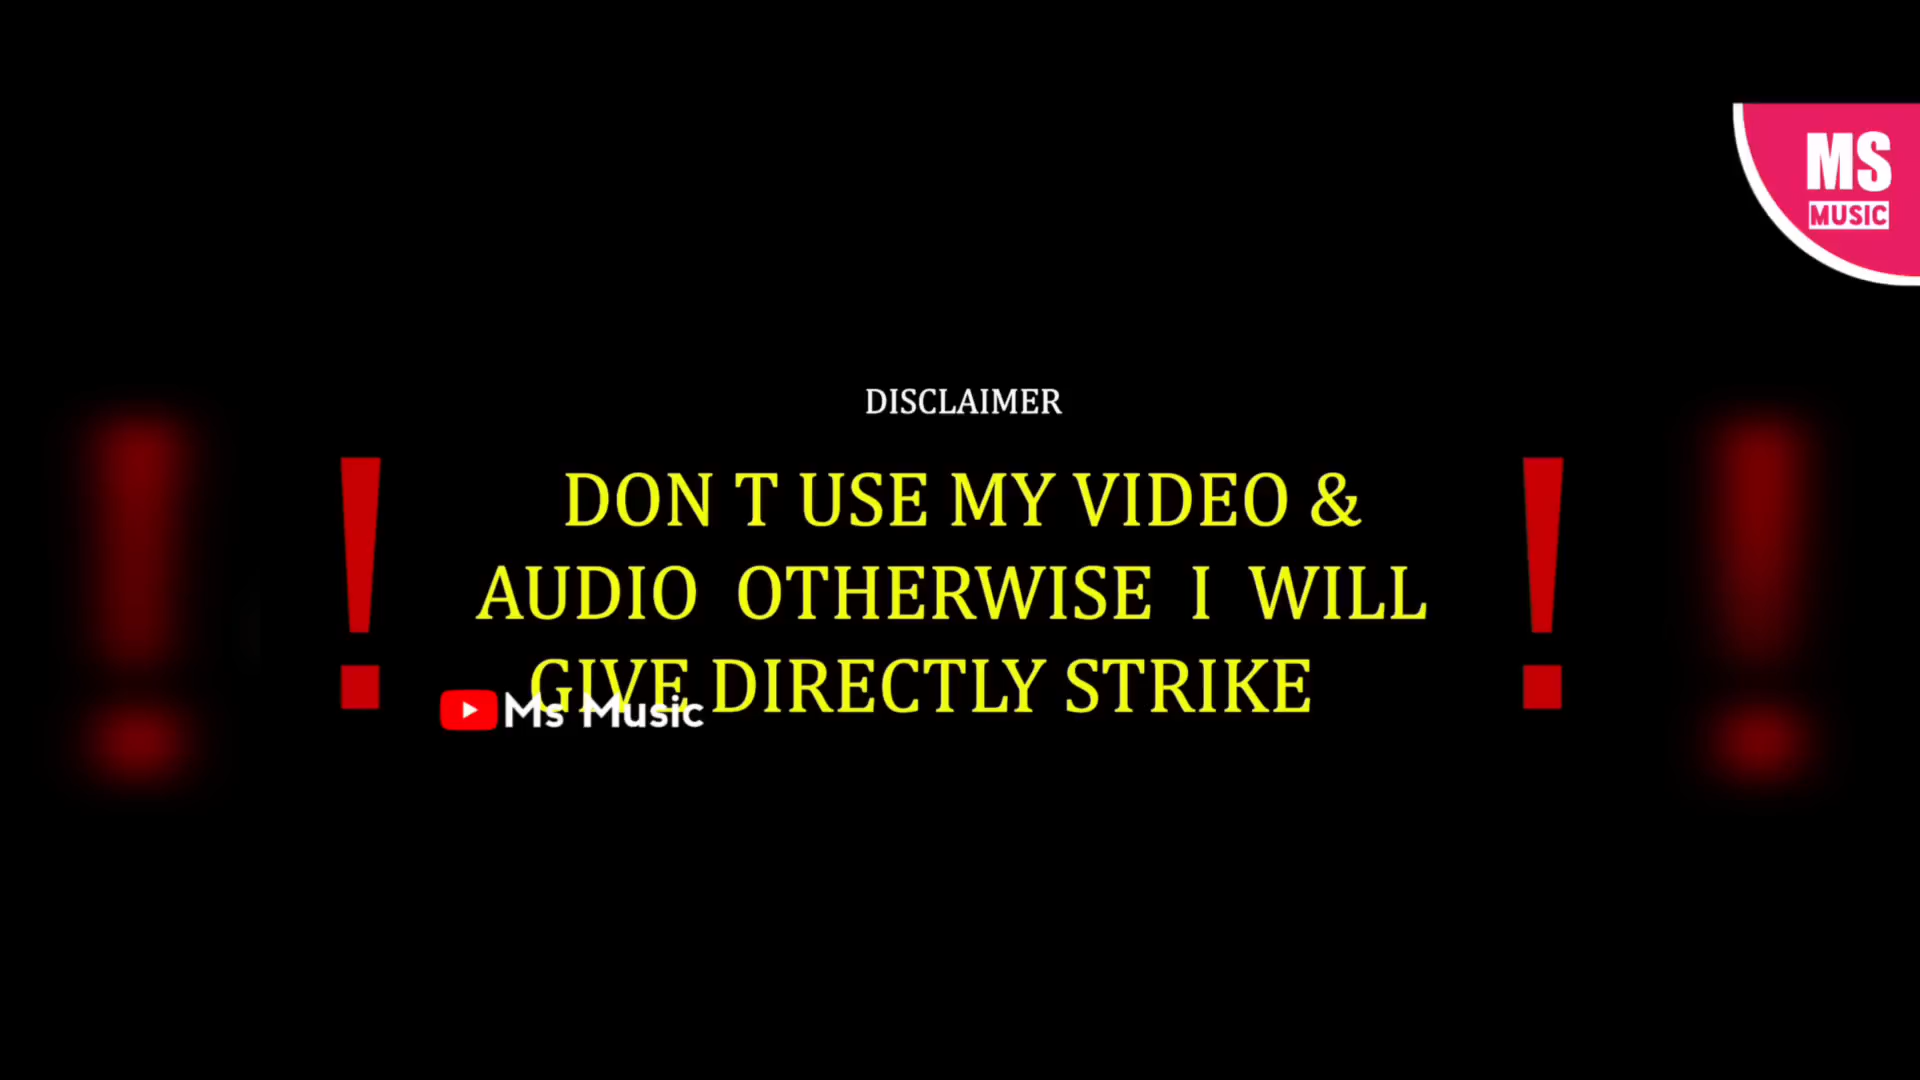 MS
MUSIC
DISCLAIMER
DON T USE MY VIDEO &
AUDIO OTHERWISE I WILL
GIVE DIRECTLY STRIKE
Ms Music